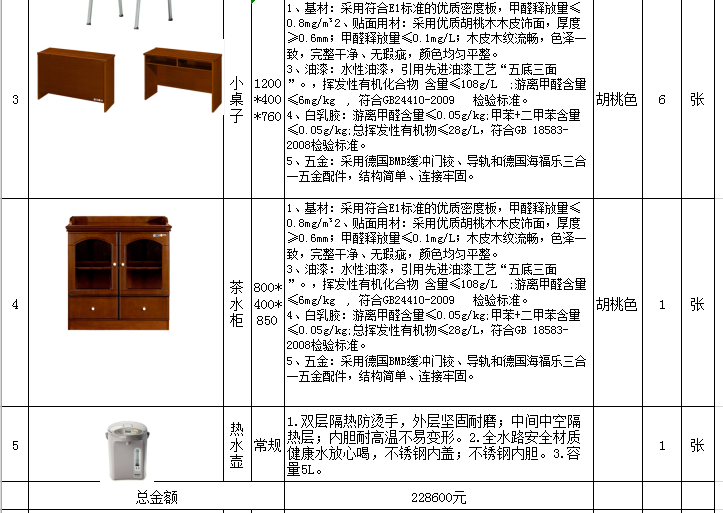 1、基材：采用符合E1标准的优质密度板，甲醛释放量≤
0.8mg/m³2、贴面用材：采用优质胡桃木木皮饰面，厚度
≥0.6mm；甲醛释放量≤0.1mg/L；木皮木纹流畅，色泽一
致，完整干净、无瑕疵，颜色均匀平整。
3、油漆：水性油漆，引用先进油漆工艺“五底三面
”。，挥发性有机化合物 含量≤108g/L ;游离甲醛含量
≤6mg/kg ，符合GB24410-2009 检验标准。
4、白乳胶：游离甲醛含量≤0.05g/kg;甲苯+二甲苯含量
≤0.05g/kg;总挥发性有机物≤28g/L，符合GB 18583-
2008检验标准。
5、五金：采用德国BMB缓冲门铰、导轨和德国海福乐三合
一五金配件，结构简单、连接牢固。
3
小
桌
子
1200
*400
*760
胡桃色
6
张
1、基材：采用符合E1标准的优质密度板，甲醛释放量≤
0.8mg/m³2、贴面用材：采用优质胡桃木木皮饰面，厚度
≥0.6mm；甲醛释放量≤0.1mg/L；木皮木纹流畅，色泽一
致，完整干净、无瑕疵，颜色均匀平整。
3、油漆：水性油漆，引用先进油漆工艺“五底三面
”。，挥发性有机化合物 含量≤108g/L ;游离甲醛含量
≤6mg/kg ，符合GB24410-2009 检验标准。
4、白乳胶：游离甲醛含量≤0.05g/kg;甲苯+二甲苯含量
≤0.05g/kg;总挥发性有机物≤28g/L，符合GB 18583-
2008检验标准。
5、五金：采用德国BMB缓冲门铰、导轨和德国海福乐三合
一五金配件，结构简单、连接牢固。
4
茶
水
柜
800*
400*
850
胡桃色
1
张
5
热
水
壶
常规
1.双层隔热防烫手，外层坚固耐磨；中间中空隔
热层；内胆耐高温不易变形。2.全水路安全材质
健康水放心喝，不锈钢内盖；不锈钢内胆。3.容
量5L。
1
张
总金额
228600元